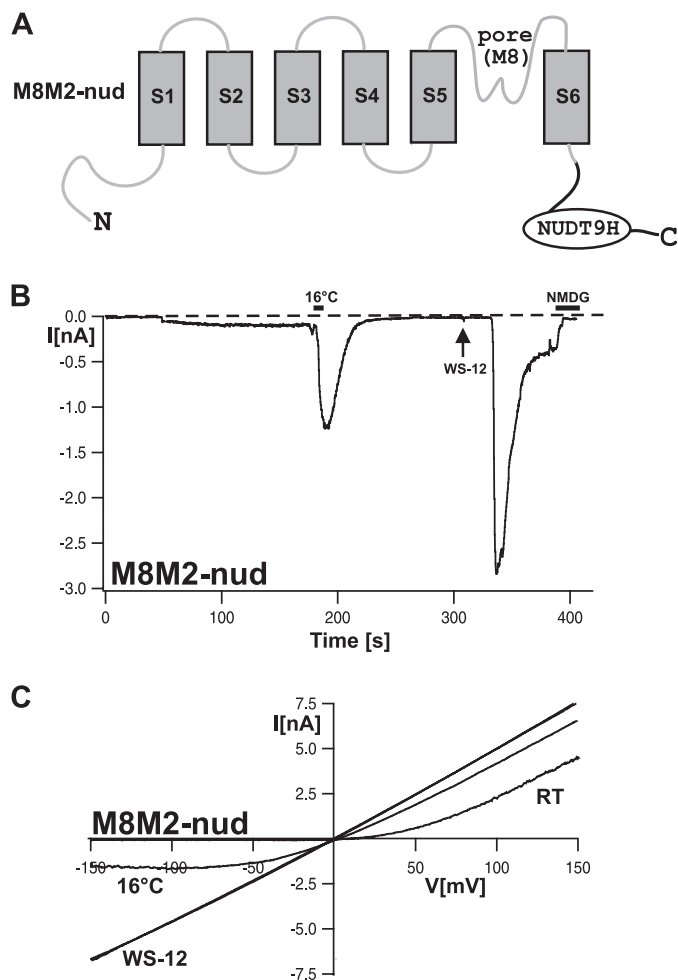 A
M8M2-nud
S1 S2 S3 S4 S5 S6
pore
(M8)
N
NUDT9H
C
B
16°C
NMDG
I[nA]
0.0
-0.5
-1.0
-1.5
-2.0
-2.5
-3.0
WS-12
M8M2-nud
0 100 200 300 400
Time [s]
C
I[nA]
7.5
5.0
2.5
RT
M8M2-nud
-150 -100 -50 50 100 150
16°C
V[mV]
-2.5
-5.0
-7.5
WS-12